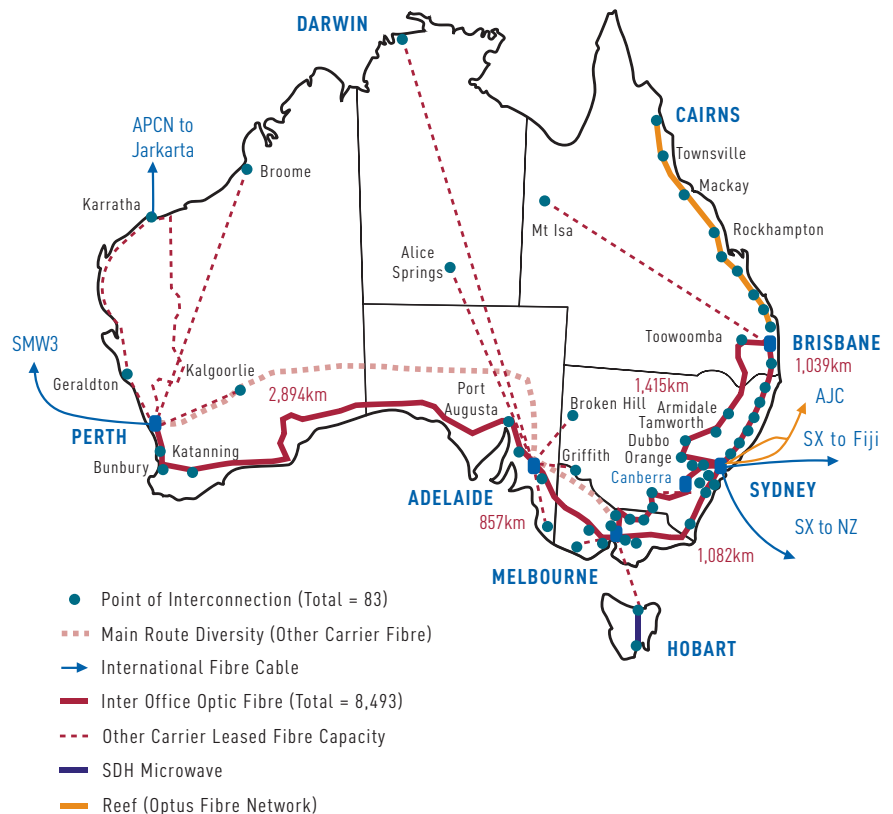 DARWIN
CAIRNS
APCN to
Jarkarta
Broome
Townsville
Mackay
Karratha
Mt Isa
Rockhampton
Alice
Springs
SMW3
Toowoomba
BRISBANE
1,039km
Geraldton
Kalgoorlie
2,894km
Port
Augusta
1,415km
Broken Hill
Armidale
Tamworth
AJC
PERTH
Katanning
Bunbury
Griffith
Dubbo
Orange
Canberra
SX to Fiji
ADELAIDE
SYDNEY
857km
SX to NZ
1,082km
MELBOURNE
HOBART
Point of Interconnection (Total = 83)
Main Route Diversity (Other Carrier Fibre)
International Fibre Cable
Inter Office Optic Fibre (Total = 8,493)
Other Carrier Leased Fibre Capacity
SDH Microwave
Reef (Optus Fibre Network)